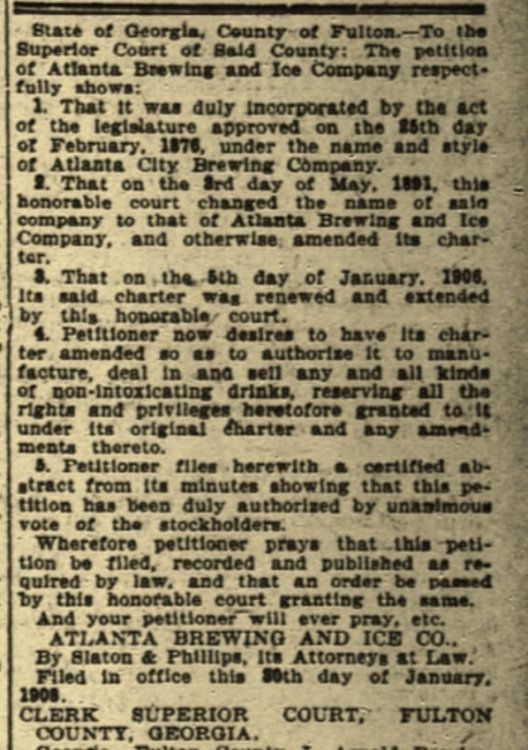 State of Georgia, County of Fulton.—To the
Superior Court of Said County: The petition
of Atlanta Brewing and Ice Company respect-
fully shows:
1. That it was duly incorporated by the act
of the legislature approved on the 25th day
of February, 1876, under the name and style
of Atlanta City Brewing Company.
2. That on the 3rd day of May, 1891, this
honorable court changed the name of said
company to that of Atlanta Brewing and Ice
Company, and otherwise amended its char-
ter.
3. That on the 5th day of January, 1906,
its said charter was renewed and extended
by this honorable court.
4. Petitioner now desires to have its char-
ter amended so as to authorize it to manu-
facture, deal in and sell any and all kinds
of non-intoxicating drinks, reserving all the
rights and privileges heretofore granted to it
under its original charter and any amend-
ments thereto.
5. Petitioner files herewith a certified ab-
stract from its minutes showing that this pe-
tition has been duly authorized by unanimous
vote of the stockholders.
Wherefore petitioner prays that this peti-
tion be filed, recorded and published as re-
quired by law, and that an order be passed
by this honorable court granting the same.
And your petitioner will ever pray, etc.
ATLANTA BREWING AND ICE CO.,
By Slaton & Phillips, its Attorneys at Law.
Filed in office this 30th day of January,
1908.
CLERK SUPERIOR COURT, FULTON
COUNTY, GEORGIA.